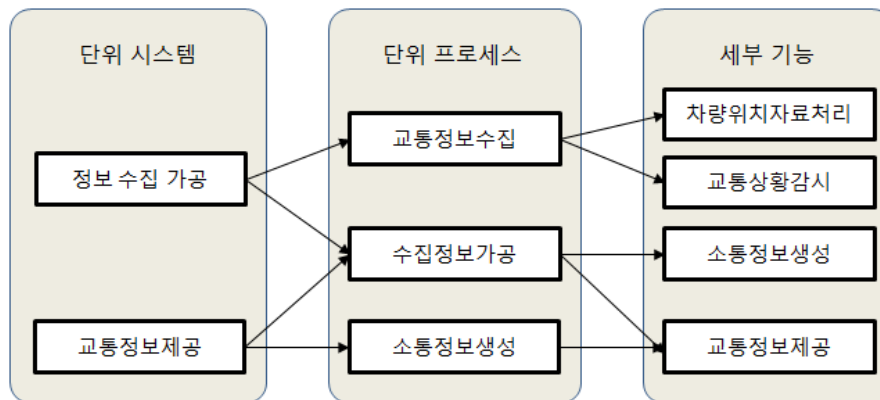 단위 시스템
정보 수집 가공
교통정보제공
단위 프로세스
교통정보수집
수집정보가공
소통정보생성
세부 기능
차량위치자료처리
교통상황감시
소통정보생성
교통정보제공